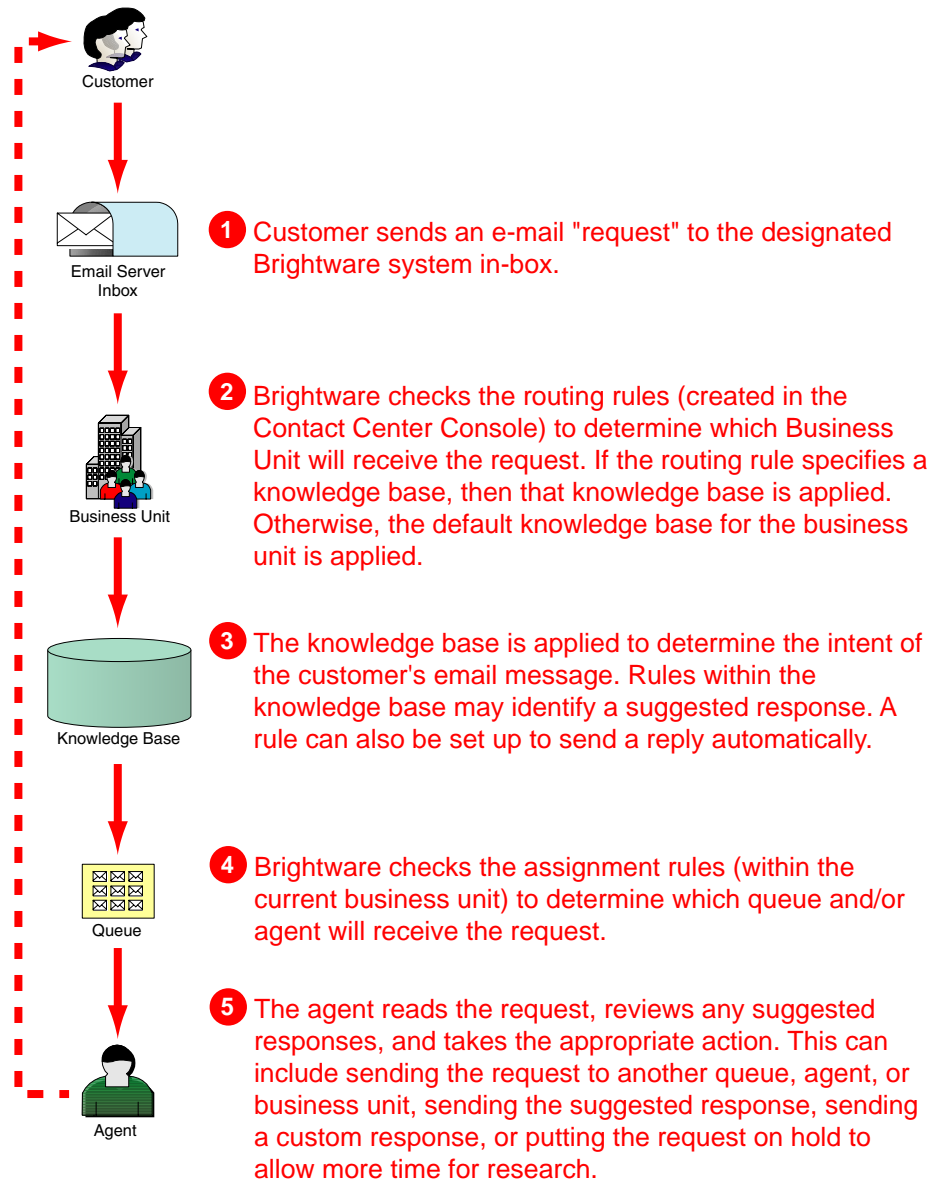 Customer
Email Server
Inbox
1 Customer sends an e-mail "request" to the designated
Brightware system in-box.
2 Brightware checks the routing rules (created in the
Contact Center Console) to determine which Business
Unit will receive the request. If the routing rule specifies a
knowledge base, then that knowledge base is applied.
Otherwise, the default knowledge base for the business
unit is applied.
Business Unit
3 The knowledge base is applied to determine the intent of
the customer's email message. Rules within the
knowledge base may identify a suggested response. A
rule can also be set up to send a reply automatically.
Knowledge Base
4 Brightware checks the assignment rules (within the
current business unit) to determine which queue and/or
agent will receive the request.
Queue
5 The agent reads the request, reviews any suggested
responses, and takes the appropriate action. This can
include sending the request to another queue, agent, or
business unit, sending the suggested response, sending
a custom response, or putting the request on hold to
allow more time for research.
Agent